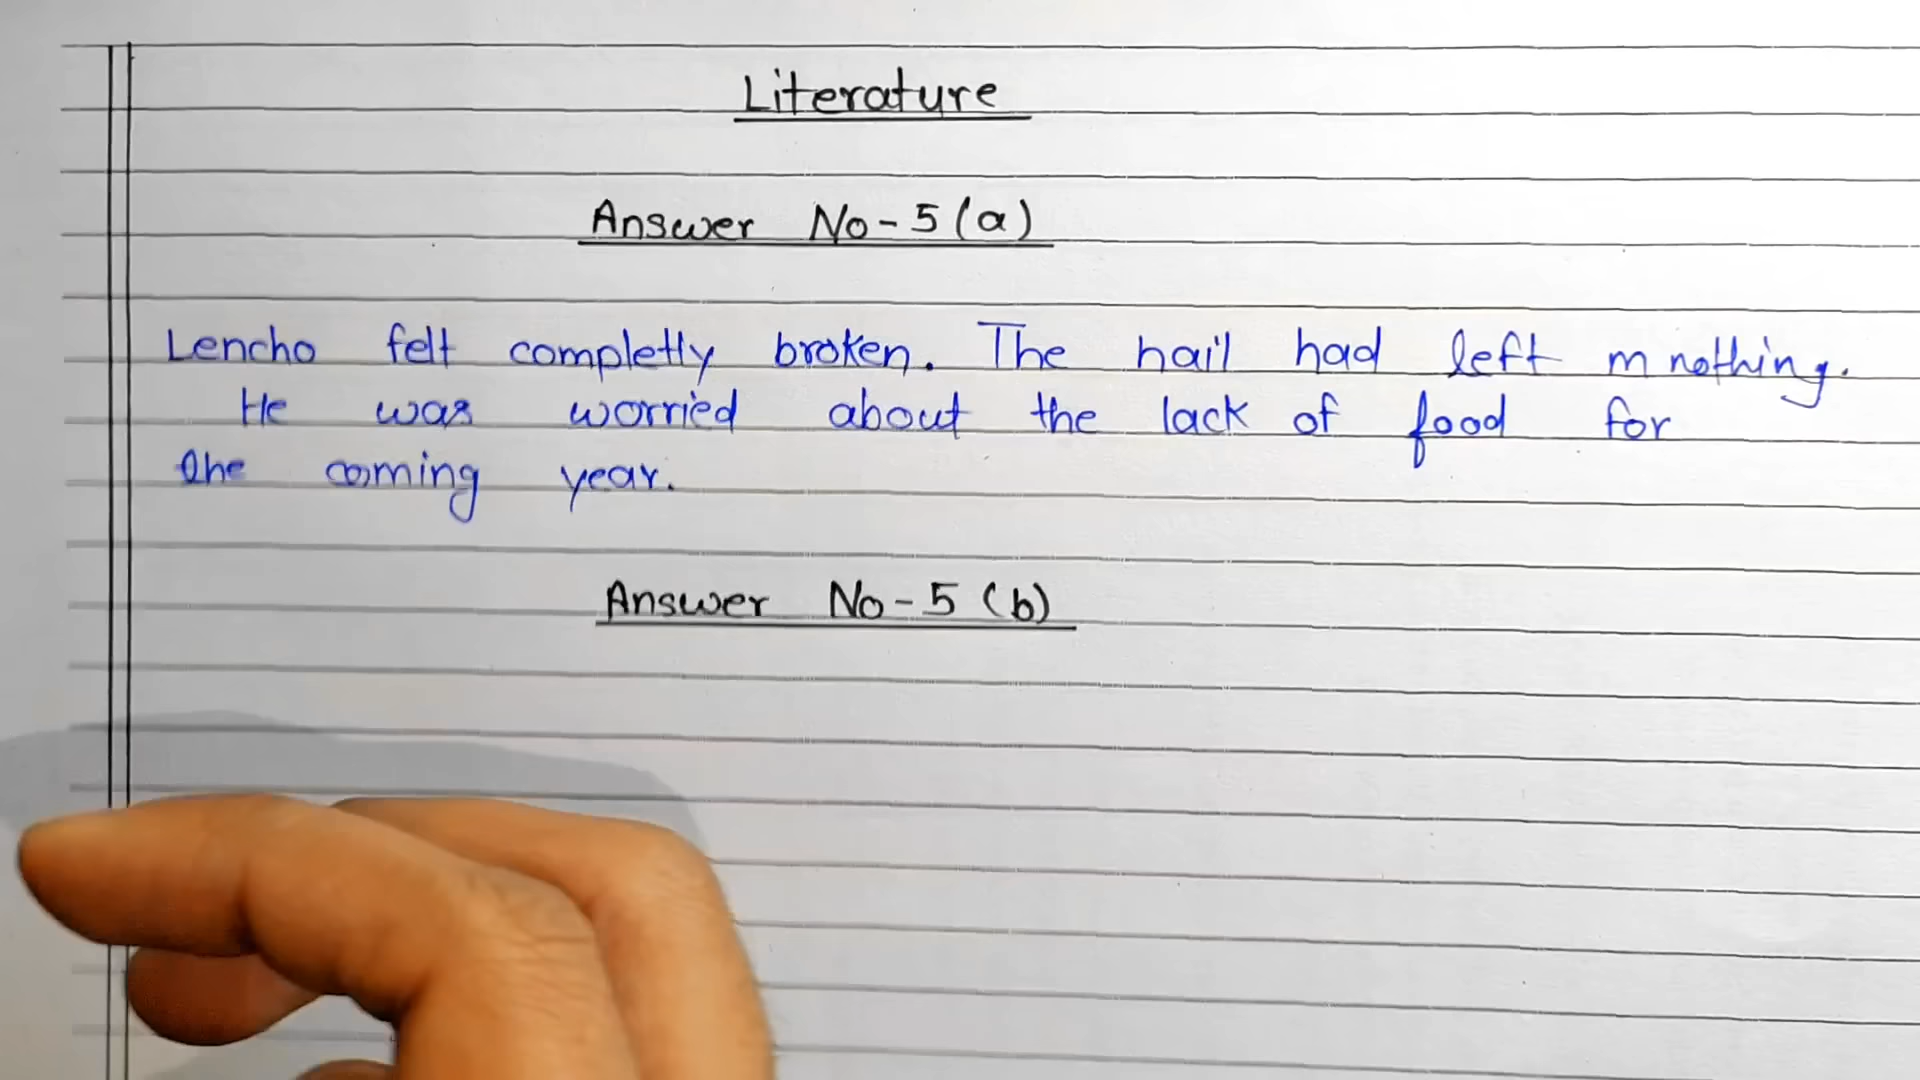 Literature
Answer No-5(a)
Lencho felt completly broken. The hail had left m nothing.
He was worried about the lack of food for
the coming year.
Answer No-5 (b)